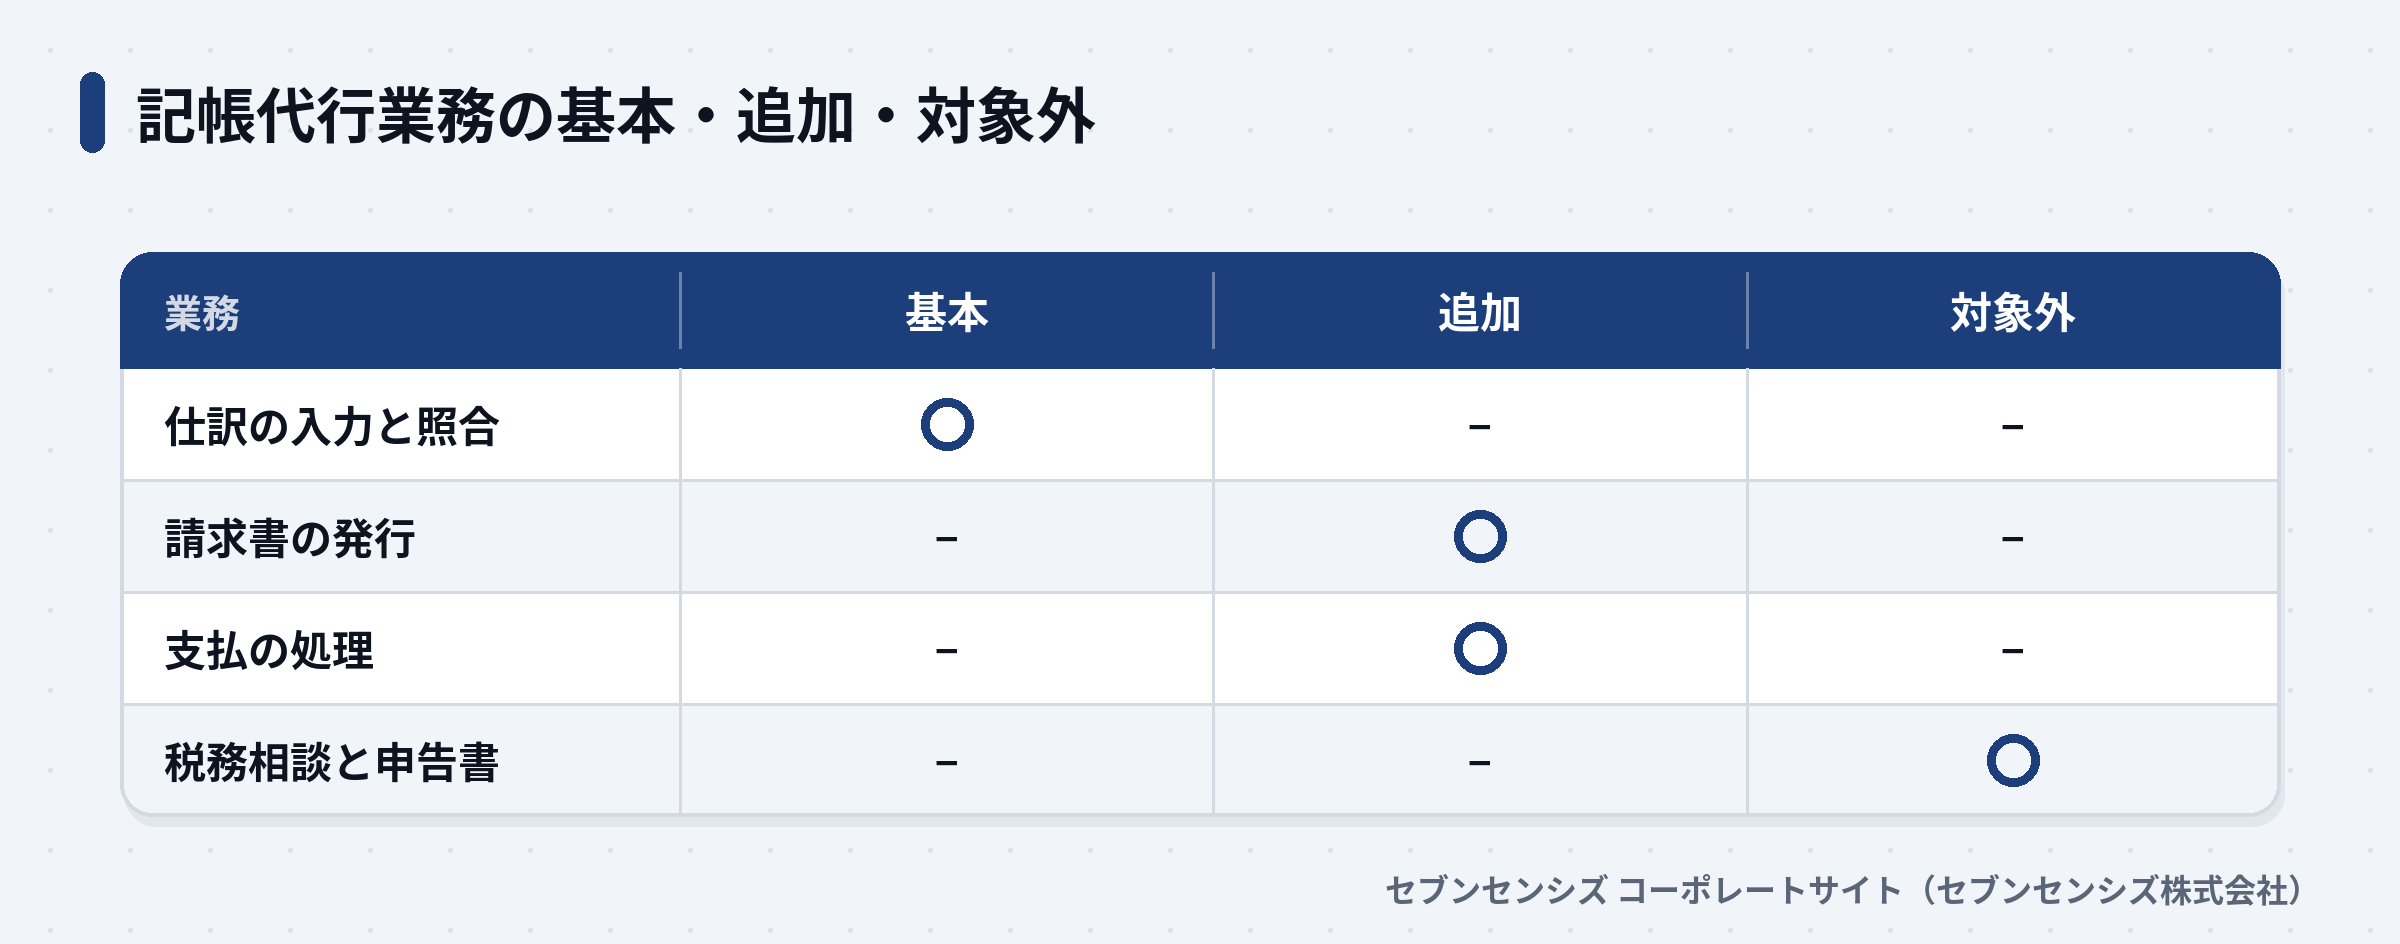 記帳代行業務の基本・追加・対象外
業務 基本 追加 対象外
仕訳の入力と照合 ○ – –
請求書の発行 – ○ –
支払の処理 – ○ –
税務相談と申告書 – – ○
セブンセンシズ コーポレートサイト（セブンセンシズ株式会社）